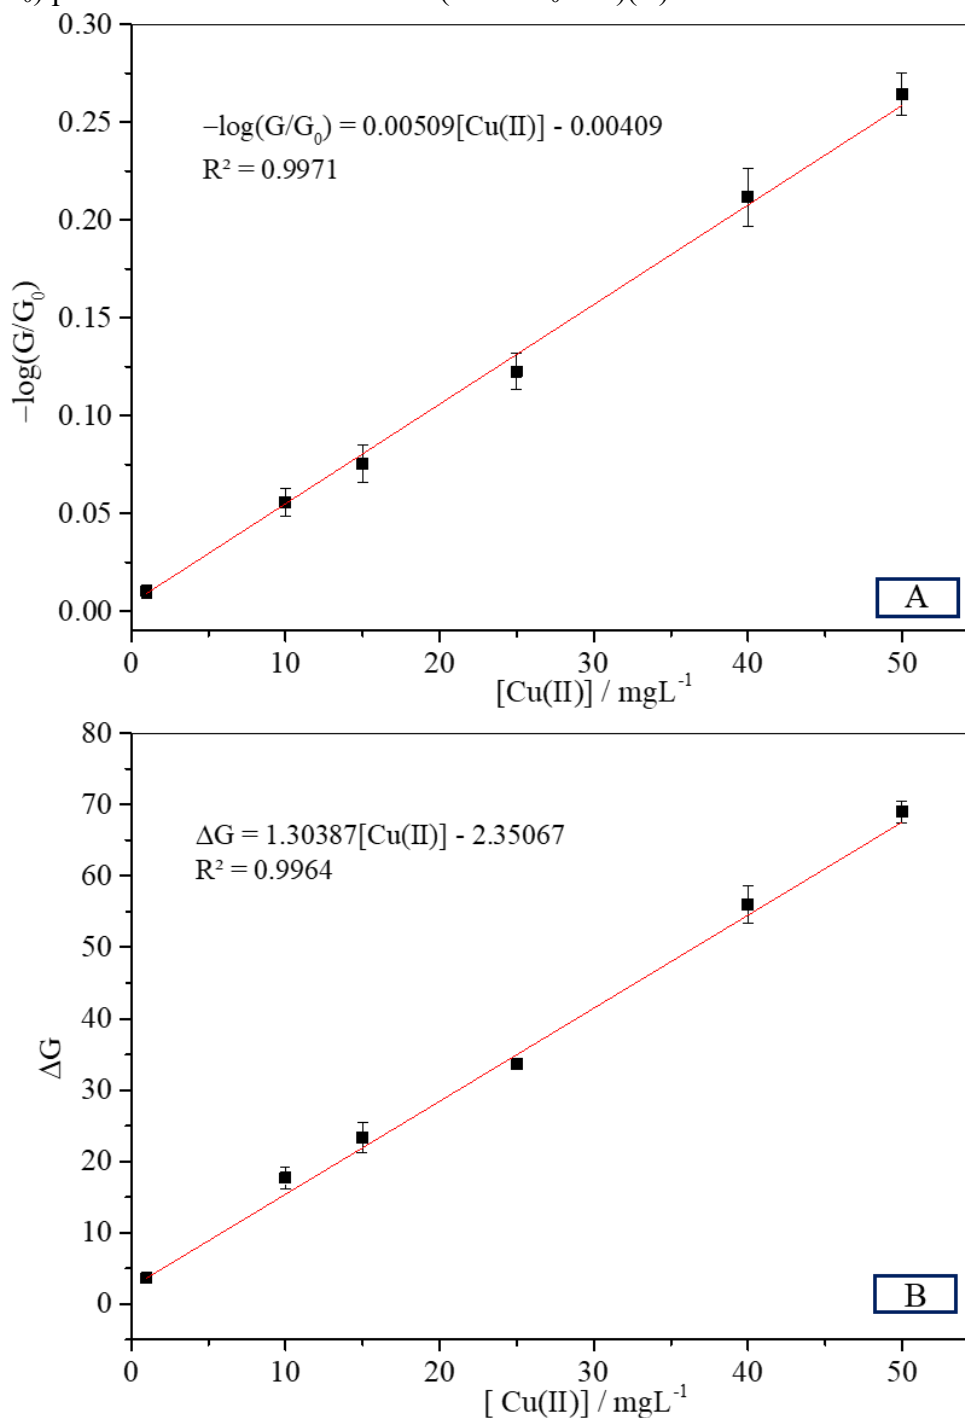 0.30
0.25
0.20
0.15
0.10
0.05
0.00
−log(G/G₀)
−log(G/G₀) = 0.00509[Cu(II)] - 0.00409
R² = 0.9971
A
0 10 20 30 40 50
[Cu(II)] / mgL⁻¹
80
70
60
50
40
30
20
10
0
ΔG
ΔG = 1.30387[Cu(II)] - 2.35067
R² = 0.9964
B
0 10 20 30 40 50
[ Cu(II)] / mgL⁻¹